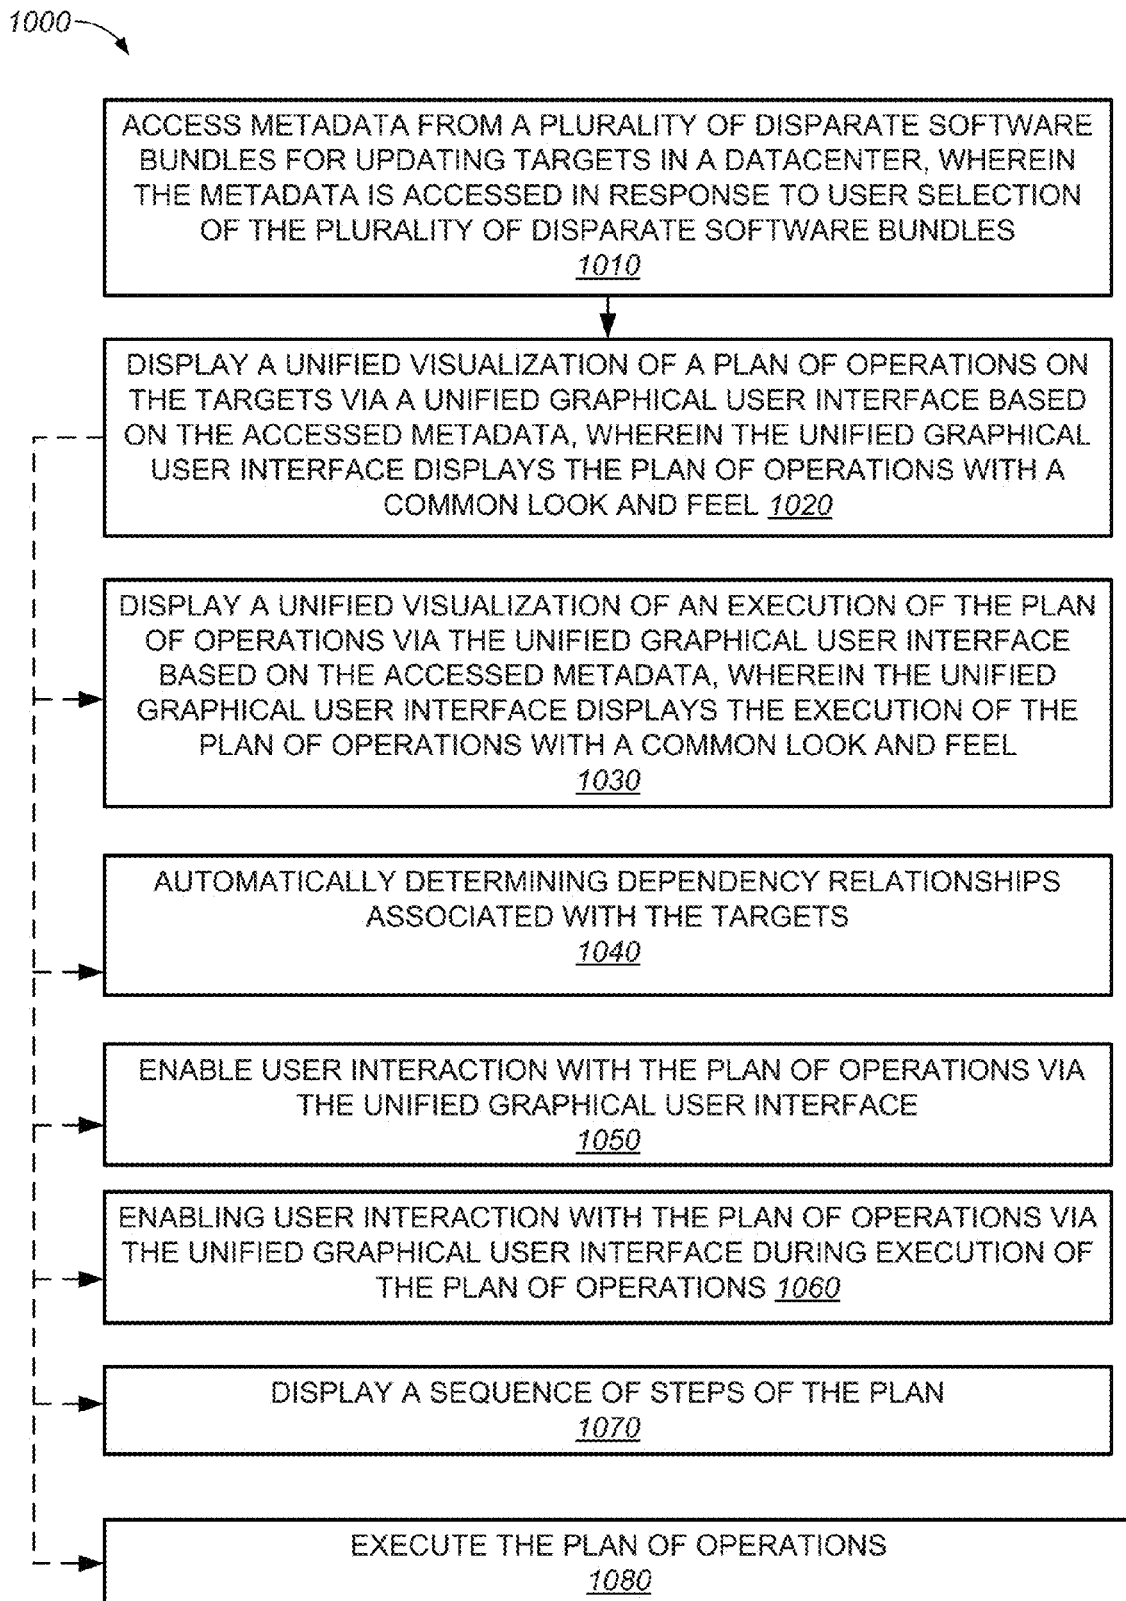 1000
ACCESS METADATA FROM A PLURALITY OF DISPARATE SOFTWARE
BUNDLES FOR UPDATING TARGETS IN A DATACENTER, WHEREIN
THE METADATA IS ACCESSED IN RESPONSE TO USER SELECTION
OF THE PLURALITY OF DISPARATE SOFTWARE BUNDLES
1010
DISPLAY A UNIFIED VISUALIZATION OF A PLAN OF OPERATIONS ON
THE TARGETS VIA A UNIFIED GRAPHICAL USER INTERFACE BASED
ON THE ACCESSED METADATA, WHEREIN THE UNIFIED GRAPHICAL
USER INTERFACE DISPLAYS THE PLAN OF OPERATIONS WITH A
COMMON LOOK AND FEEL 1020
DISPLAY A UNIFIED VISUALIZATION OF AN EXECUTION OF THE PLAN
OF OPERATIONS VIA THE UNIFIED GRAPHICAL USER INTERFACE
BASED ON THE ACCESSED METADATA, WHEREIN THE UNIFIED
GRAPHICAL USER INTERFACE DISPLAYS THE EXECUTION OF THE
PLAN OF OPERATIONS WITH A COMMON LOOK AND FEEL
1030
AUTOMATICALLY DETERMINING DEPENDENCY RELATIONSHIPS
ASSOCIATED WITH THE TARGETS
1040
ENABLE USER INTERACTION WITH THE PLAN OF OPERATIONS VIA
THE UNIFIED GRAPHICAL USER INTERFACE
1050
ENABLING USER INTERACTION WITH THE PLAN OF OPERATIONS VIA
THE UNIFIED GRAPHICAL USER INTERFACE DURING EXECUTION OF
THE PLAN OF OPERATIONS 1060
DISPLAY A SEQUENCE OF STEPS OF THE PLAN
1070
EXECUTE THE PLAN OF OPERATIONS
1080